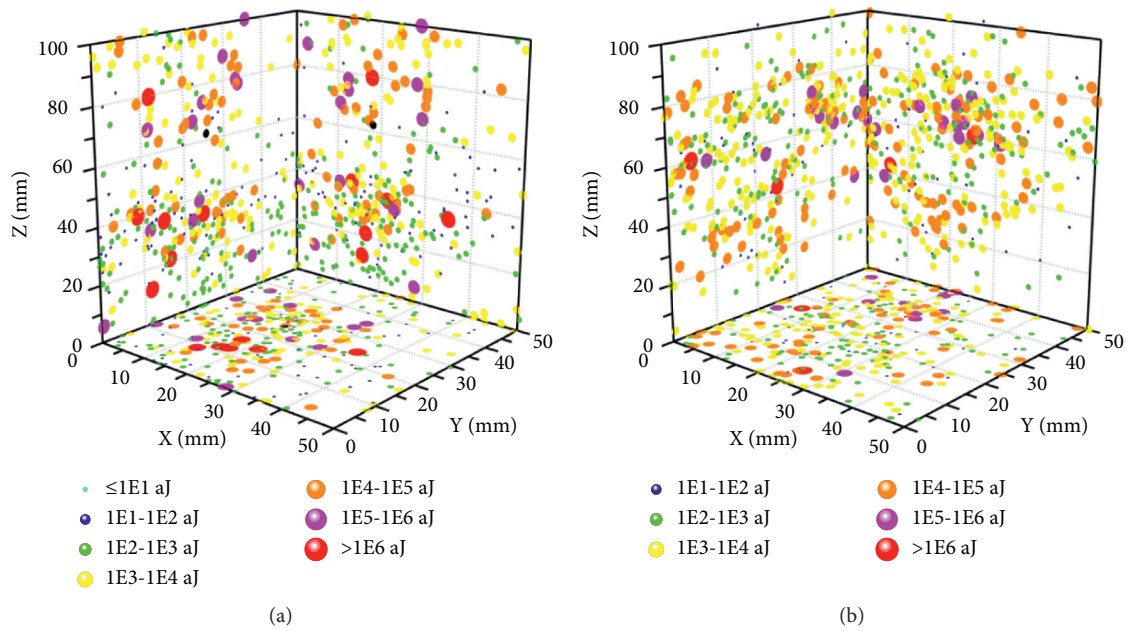 100
80
60
40
20
0
Z (mm)
0
10
20
30
40
50
X (mm)
0
10
20
30
40
50
Y (mm)
≤1E1 aJ
1E1-1E2 aJ
1E2-1E3 aJ
1E3-1E4 aJ
1E4-1E5 aJ
1E5-1E6 aJ
>1E6 aJ
(a)
100
80
60
40
20
0
Z (mm)
0
10
20
30
40
50
X (mm)
0
10
20
30
40
50
Y (mm)
1E1-1E2 aJ
1E2-1E3 aJ
1E3-1E4 aJ
1E4-1E5 aJ
1E5-1E6 aJ
>1E6 aJ
(b)